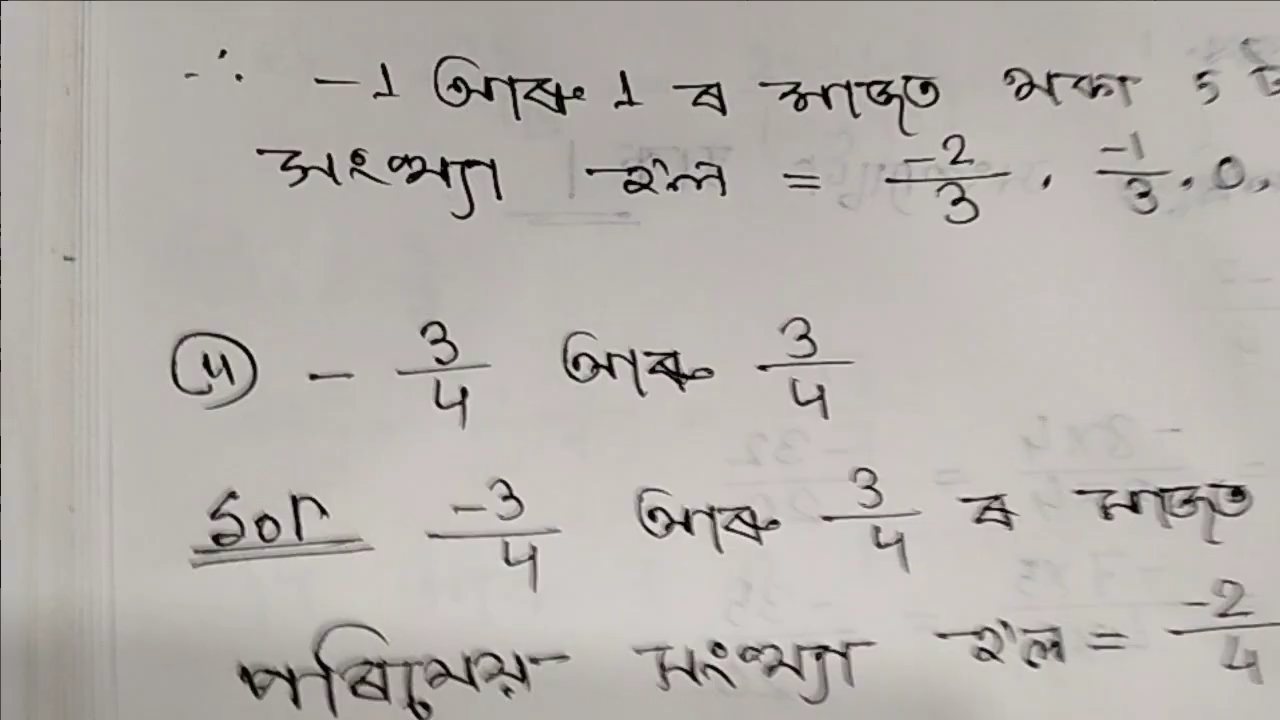 ∴ -1 আৰু 1 ৰ মাজত থকা 5
সংখ্যা হ'ল = -2/3, -1/3, 0,
(4) - 3/4 আৰু 3/4
Sol -3/4 আৰু 3/4 ৰ মাজত
পৰিমেয় সংখ্যা হ'ল = -2/4